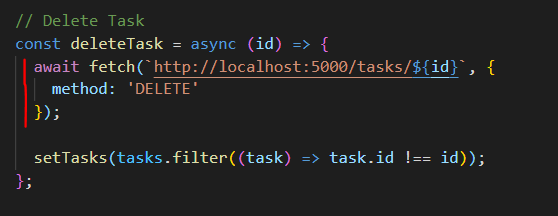 // Delete Task
const deleteTask = async (id) => {
  await fetch(`http://localhost:5000/tasks/${id}`, {
    method: 'DELETE'
  });

  setTasks(tasks.filter((task) => task.id !== id));
};